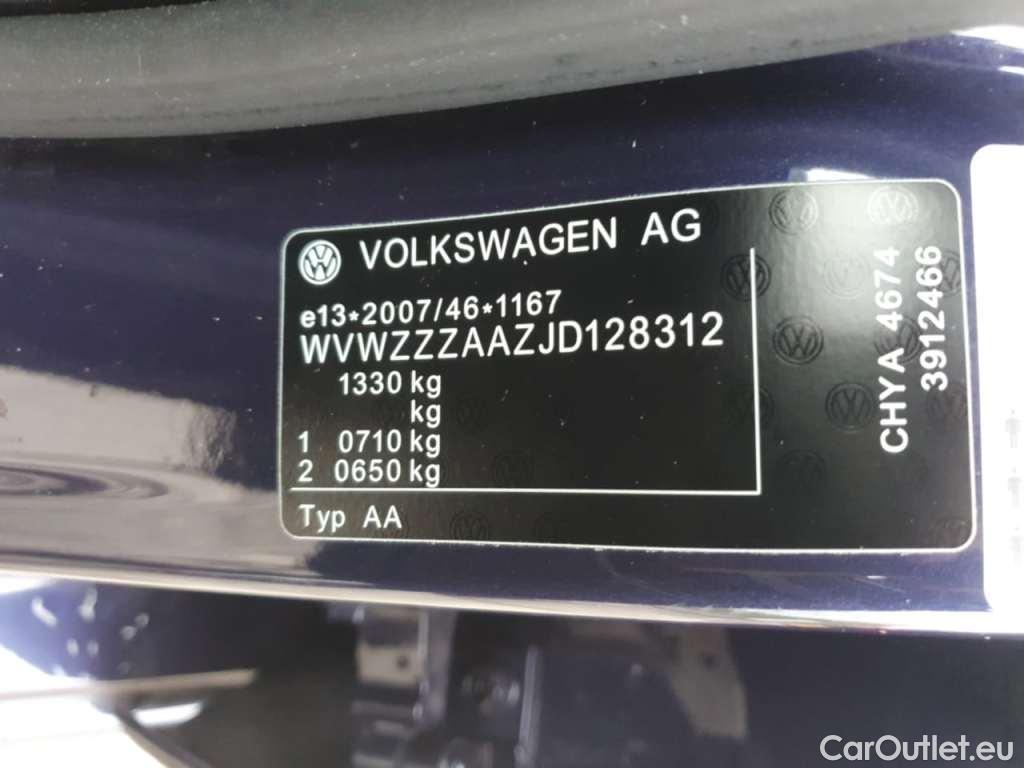 VOLKSWAGEN AG
e13*2007/46*1167
WVWZZZAAZJD128312
1330 kg
kg
1 0710 kg
2 0650 kg
Typ AA
CHYA 4674
3912466
CarOutlet.eu